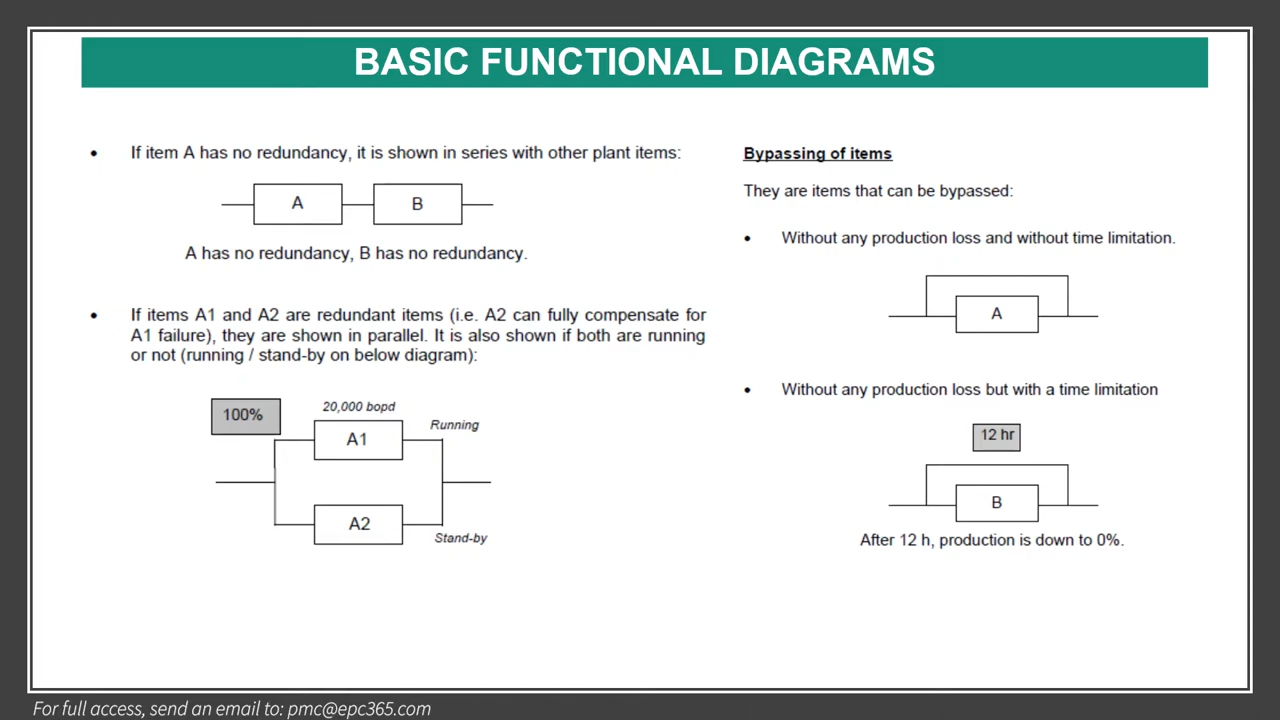 BASIC FUNCTIONAL DIAGRAMS
• If item A has no redundancy, it is shown in series with other plant items:
A
B
A has no redundancy, B has no redundancy.
• If items A1 and A2 are redundant items (i.e. A2 can fully compensate for
A1 failure), they are shown in parallel. It is also shown if both are running
or not (running / stand-by on below diagram):
100%
20,000 bopd
Running
A1
A2
Stand-by
Bypassing of items
They are items that can be bypassed:
• Without any production loss and without time limitation.
A
• Without any production loss but with a time limitation
12 hr
B
After 12 h, production is down to 0%.
For full access, send an email to: pmc@epc365.com